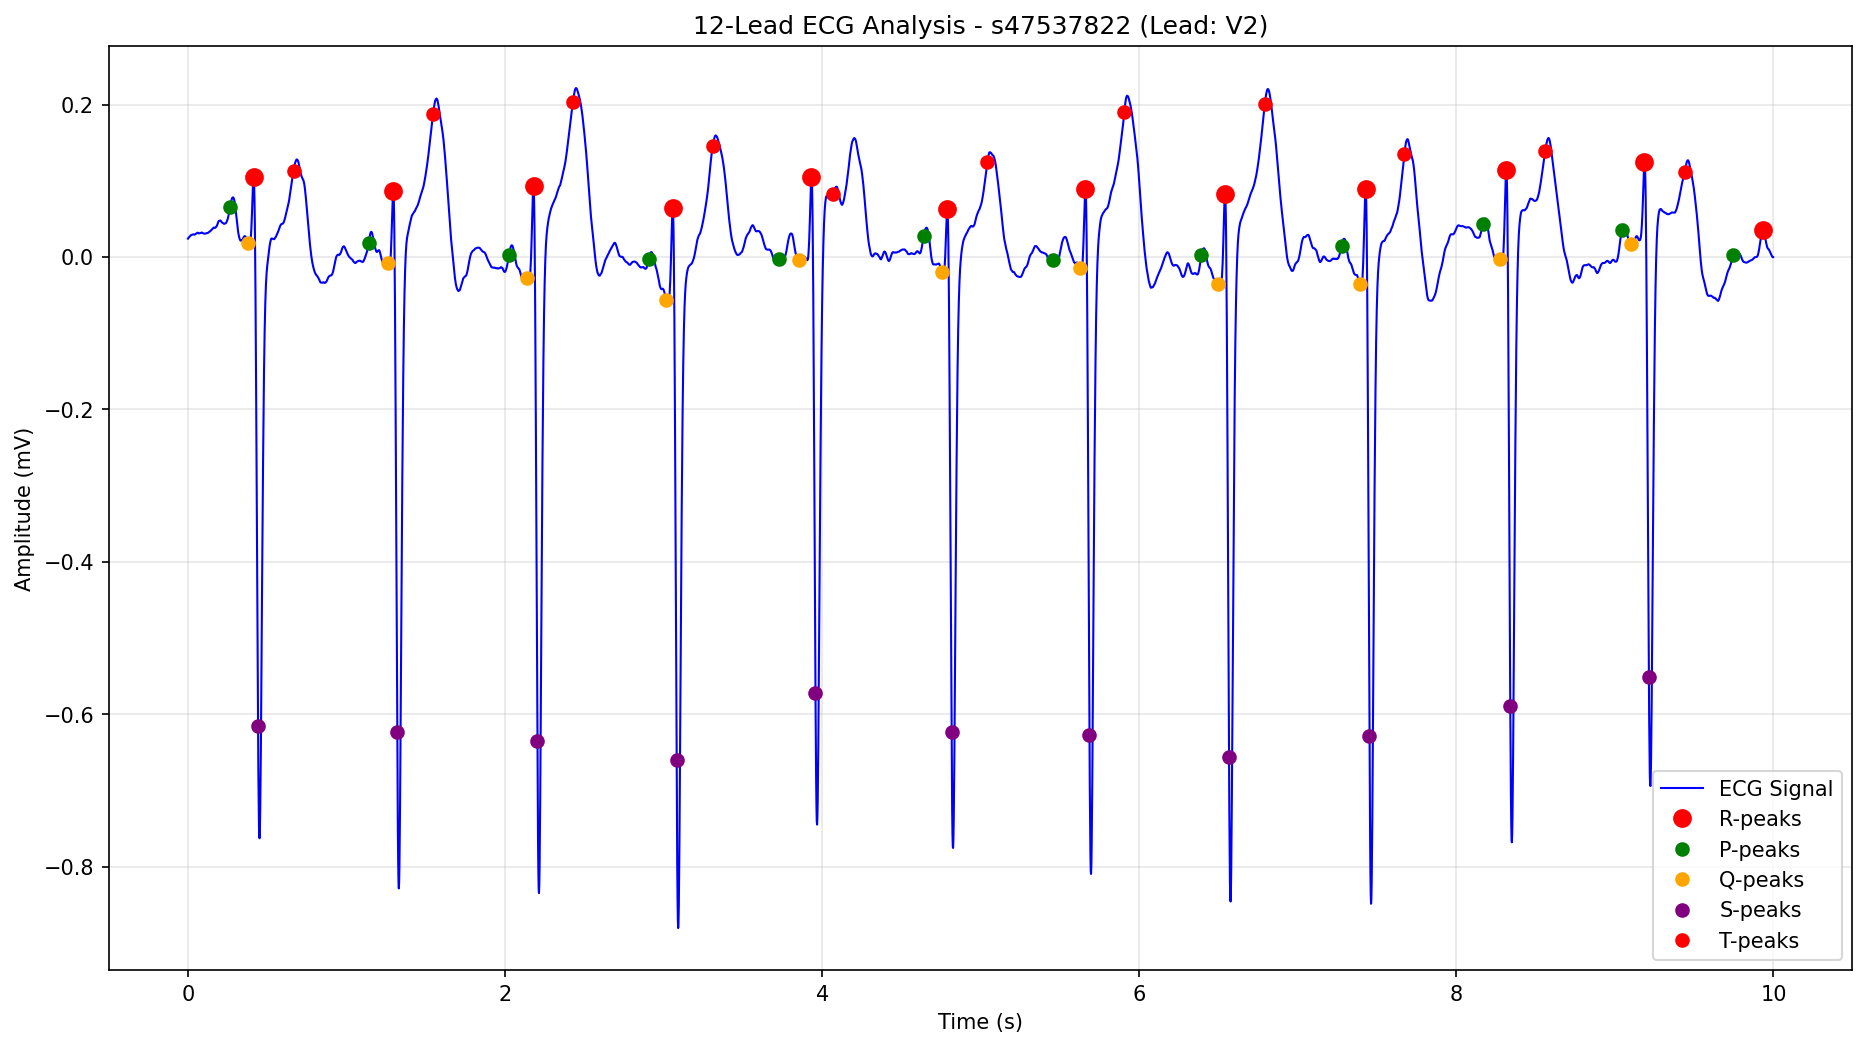 12-Lead ECG Analysis - s47537822 (Lead: V2)
Amplitude (mV)
0.2
0.0
−0.2
−0.4
−0.6
−0.8
0
2
4
6
8
10
Time (s)
ECG Signal
R-peaks
P-peaks
Q-peaks
S-peaks
T-peaks